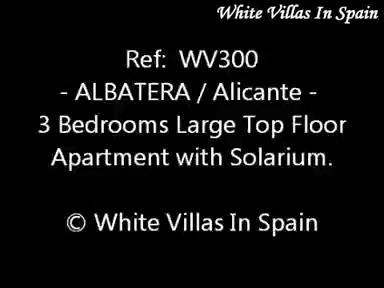 White Villas In Spain
Ref:  WV300
- ALBATERA / Alicante -
3 Bedrooms Large Top Floor
Apartment with Solarium.
© White Villas In Spain